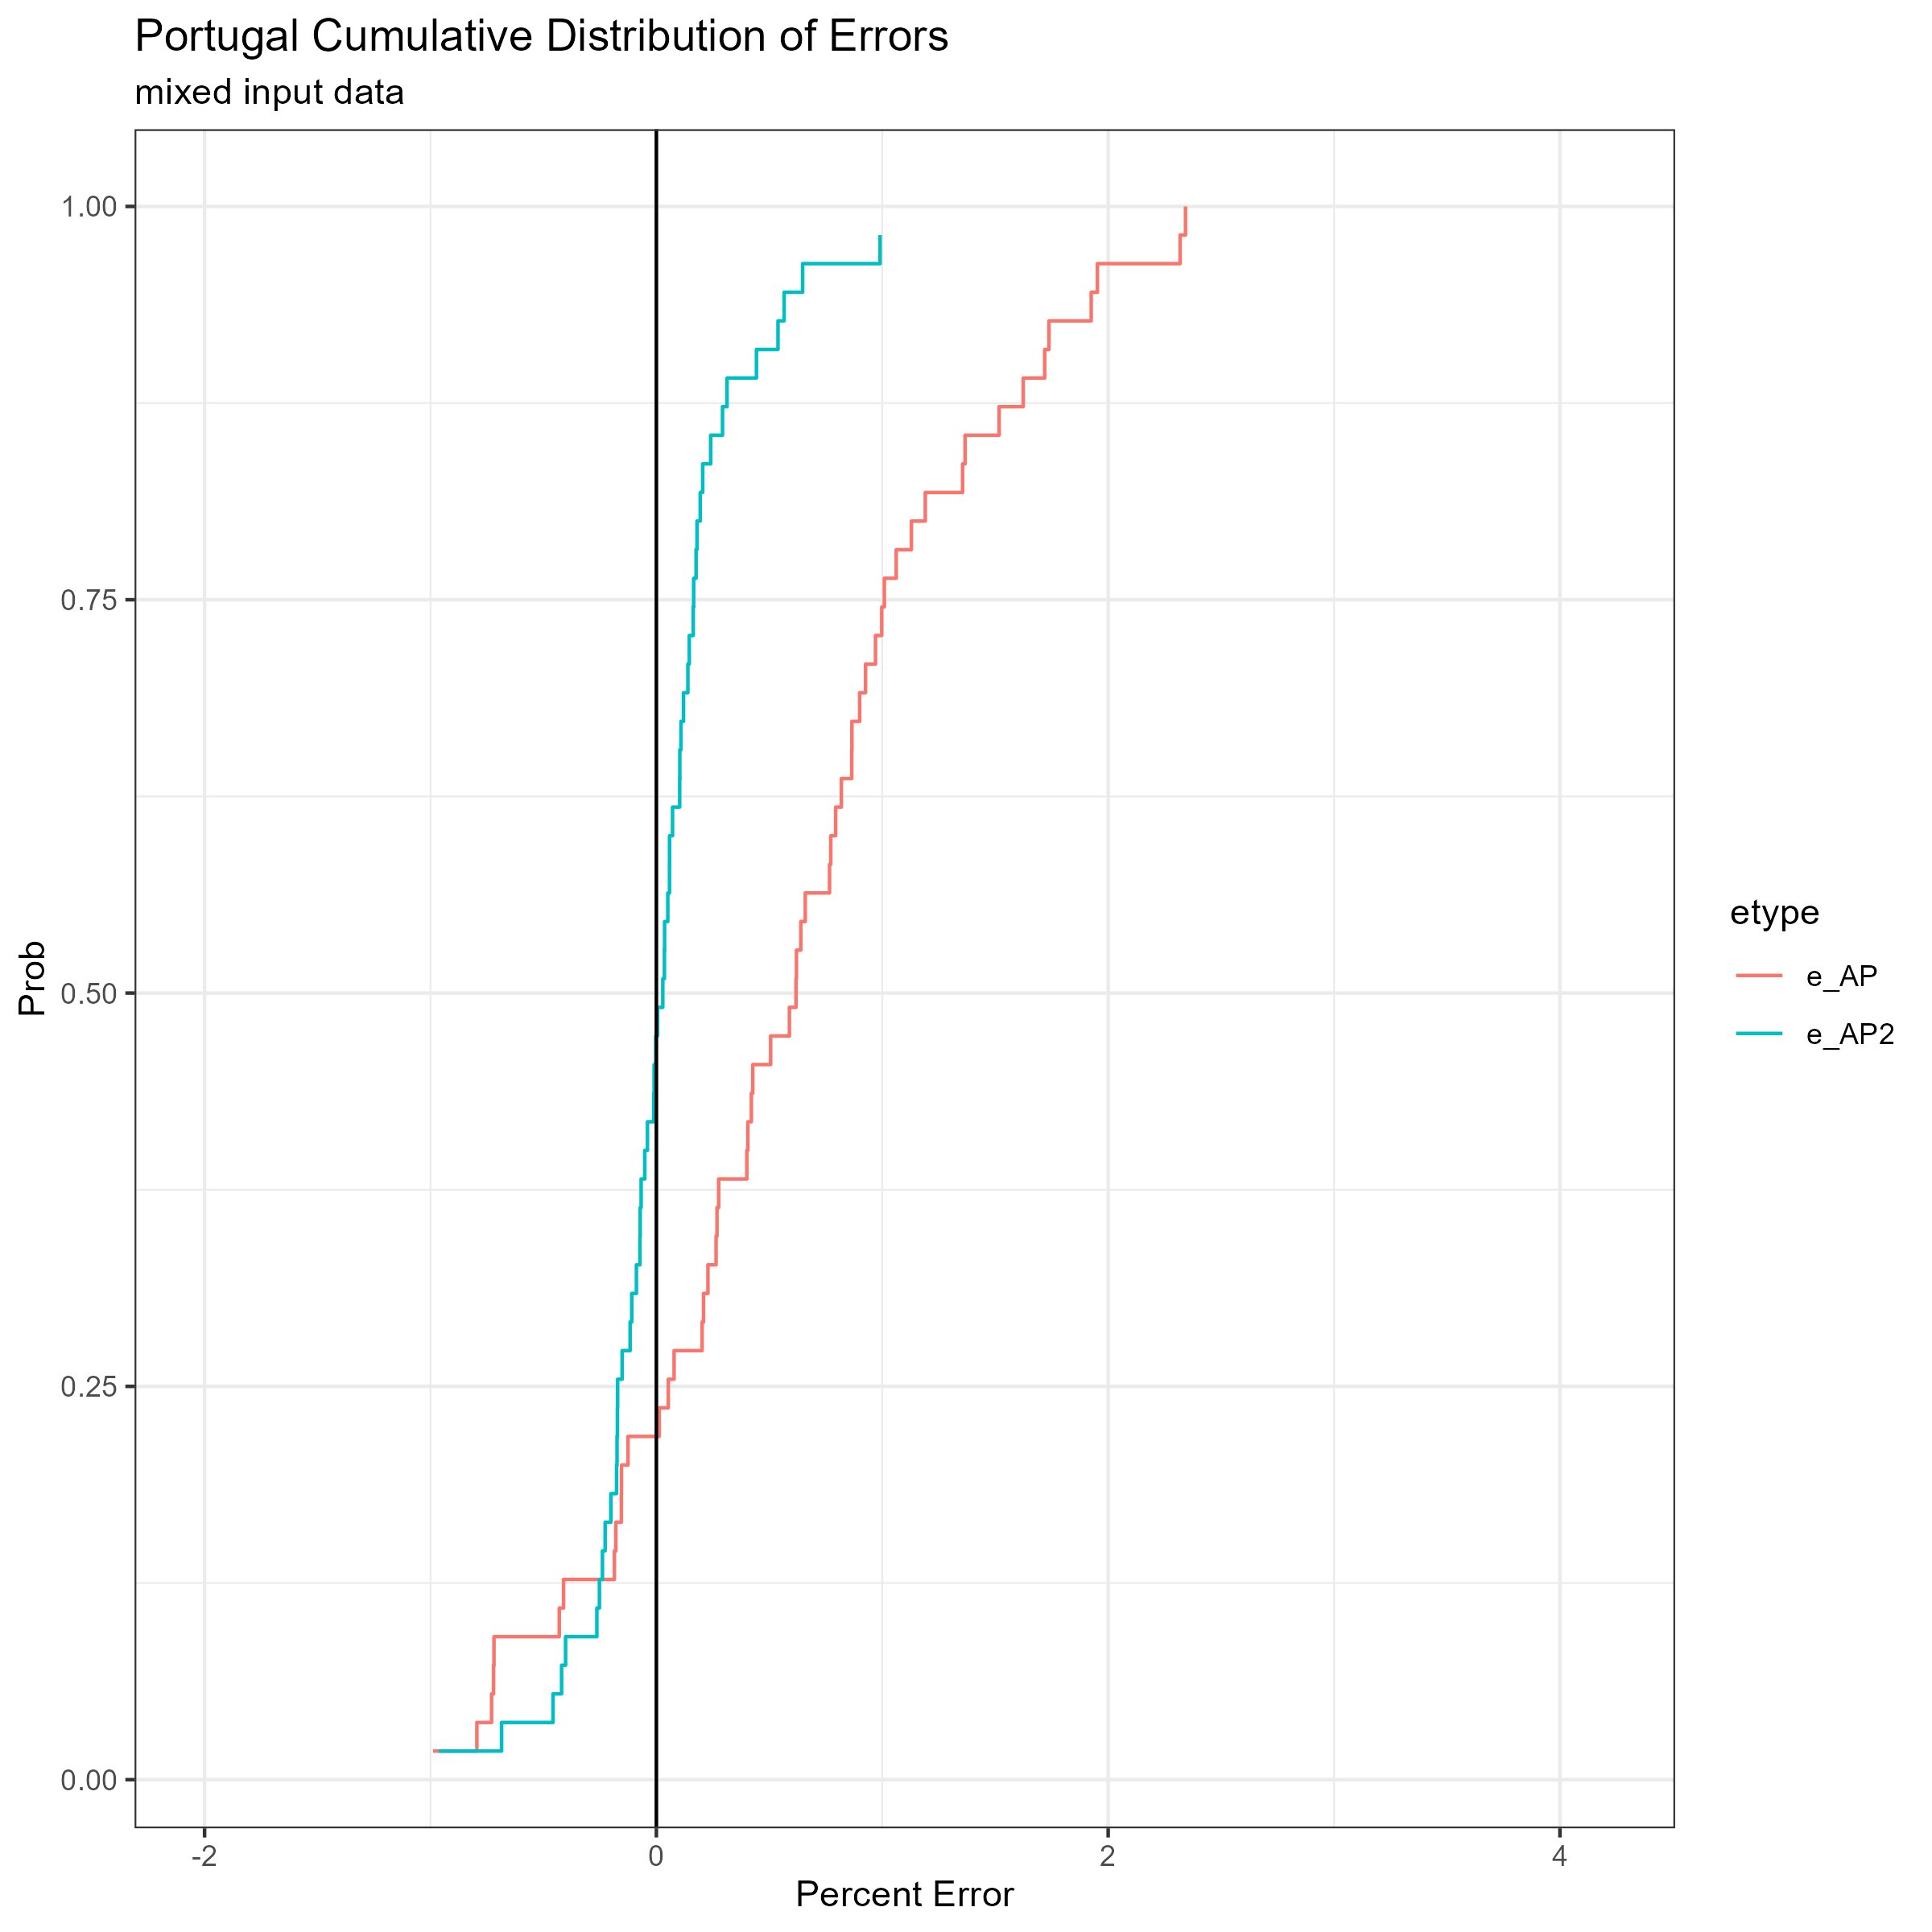 Portugal Cumulative Distribution of Errors
mixed input data
1.00
0.75
0.50
0.25
0.00
Prob
-2
0
2
4
Percent Error
etype
e_AP
e_AP2